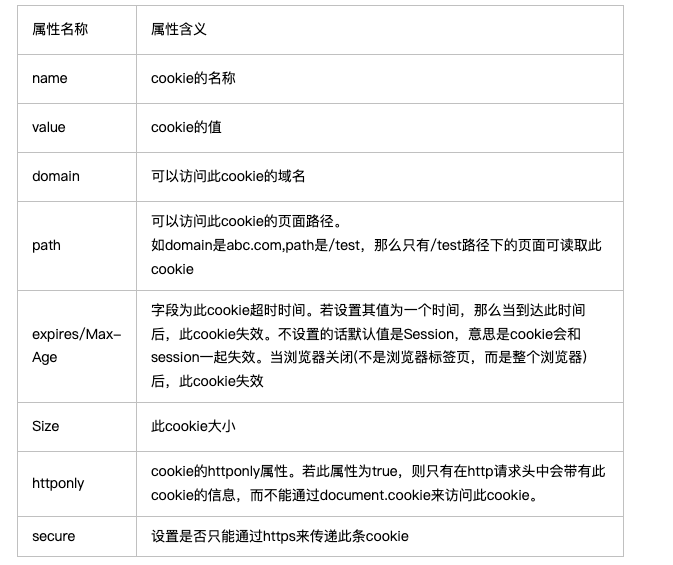 属性名称 属性含义
name cookie的名称
value cookie的值
domain 可以访问此cookie的域名
path
可以访问此cookie的页面路径。
如domain是abc.com,path是/test，那么只有/test路径下的页面可读取此
cookie
expires/Max-
Age
字段为此cookie超时时间。若设置其值为一个时间，那么当到达此时间
后，此cookie失效。不设置的话默认值是Session，意思是cookie会和
session一起失效。当浏览器关闭(不是浏览器标签页，而是整个浏览器)
后，此cookie失效
Size 此cookie大小
httponly
cookie的httponly属性。若此属性为true，则只有在http请求头中会带有此
cookie的信息，而不能通过document.cookie来访问此cookie。
secure 设置是否只能通过https来传递此条cookie